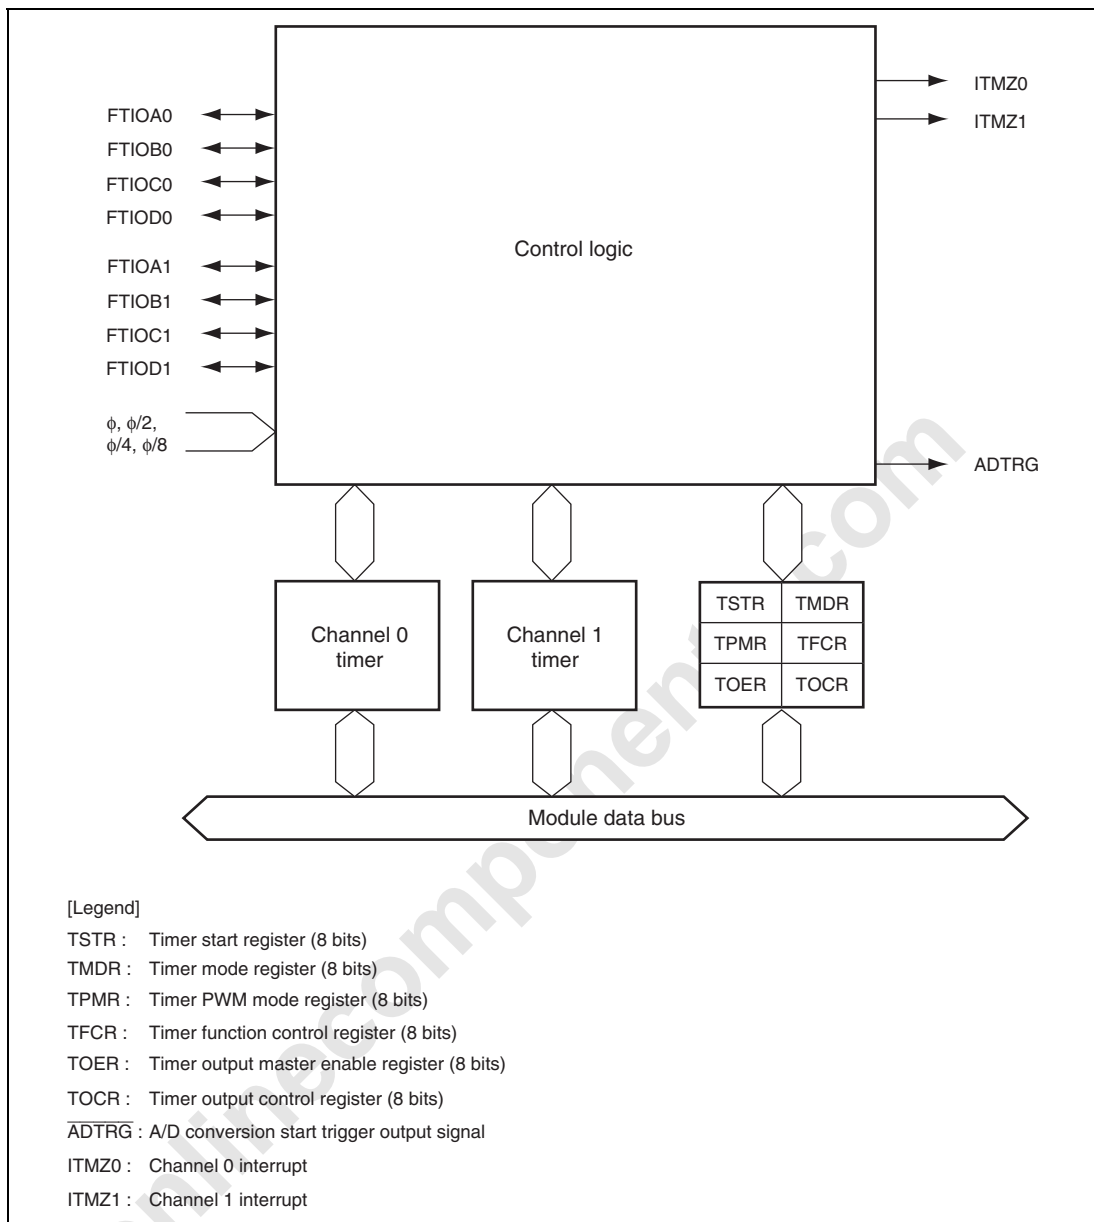 ITMZ0
ITMZ1
FTIOA0
FTIOB0
FTIOC0
FTIOD0
Control logic
FTIOA1
FTIOB1
FTIOC1
FTIOD1
ϕ, ϕ/2,
ϕ/4, ϕ/8
ADTRG
Channel 0
timer
Channel 1
timer
TSTR TMDR
TPMR TFCR
TOER TOCR
Module data bus
[Legend]
TSTR : Timer start register (8 bits)
TMDR : Timer mode register (8 bits)
TPMR : Timer PWM mode register (8 bits)
TFCR : Timer function control register (8 bits)
TOER : Timer output master enable register (8 bits)
TOCR : Timer output control register (8 bits)
ADTRG : A/D conversion start trigger output signal
ITMZ0 : Channel 0 interrupt
ITMZ1 : Channel 1 interrupt